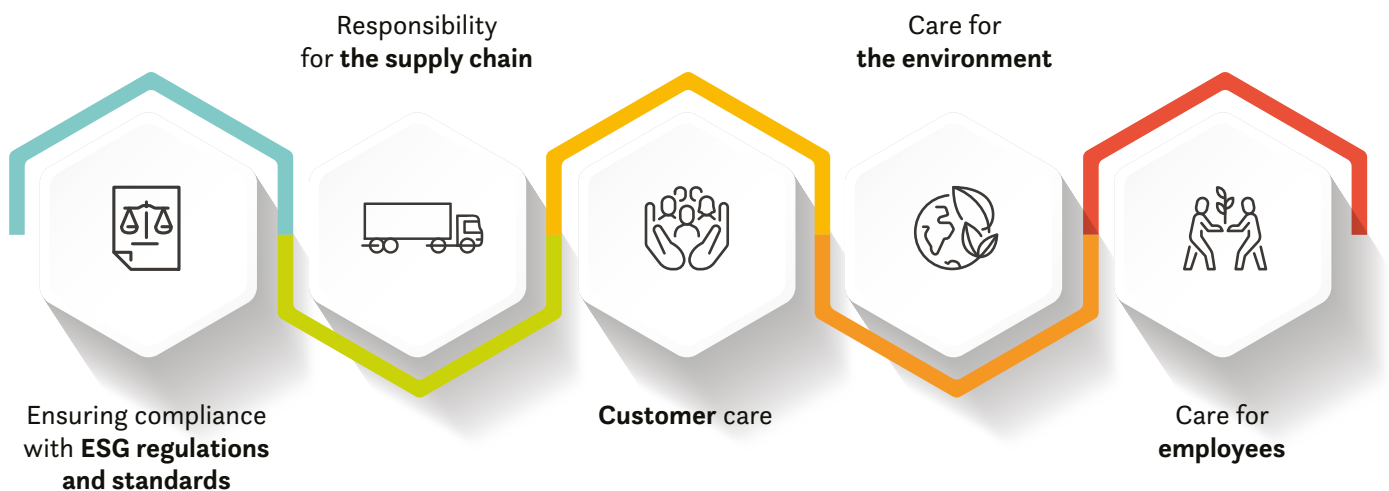 Responsibility
for the supply chain
Care for
the environment
Ensuring compliance
with ESG regulations
and standards
Customer care
Care for
employees